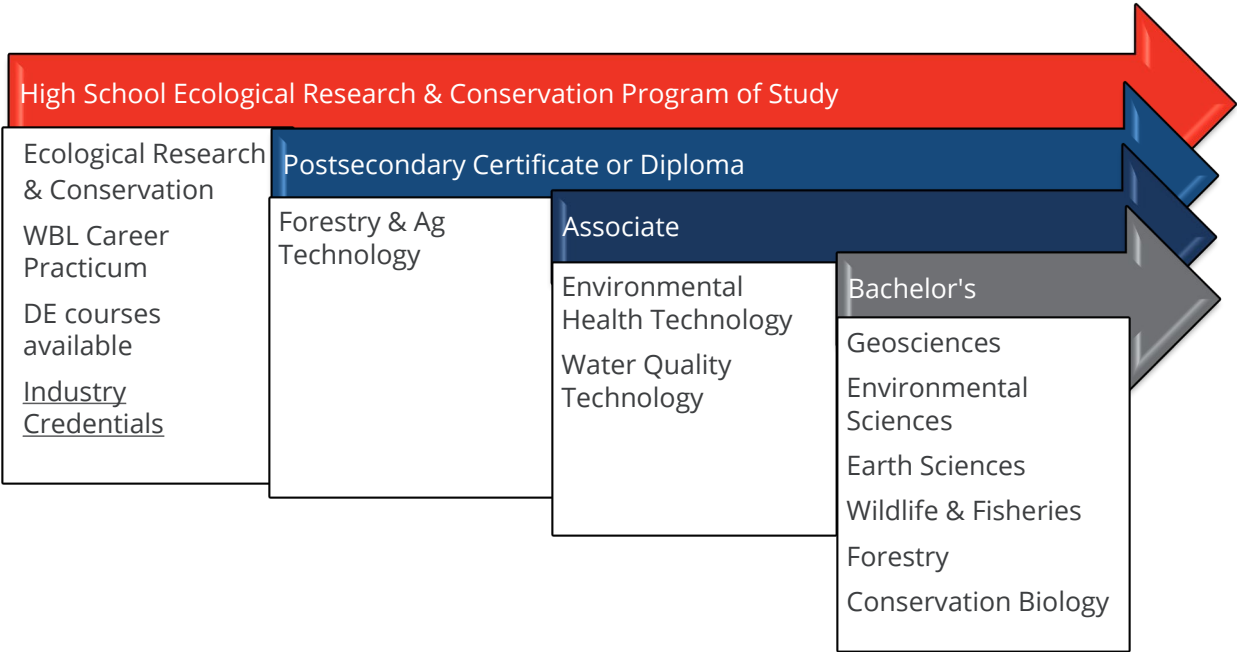 High School Ecological Research & Conservation Program of Study
Ecological Research
& Conservation
WBL Career
Practicum
DE courses
available
Industry
Credentials
Postsecondary Certificate or Diploma
Forestry & Ag
Technology
Associate
Environmental
Health Technology
Water Quality
Technology
Bachelor's
Geosciences
Environmental
Sciences
Earth Sciences
Wildlife & Fisheries
Forestry
Conservation Biology